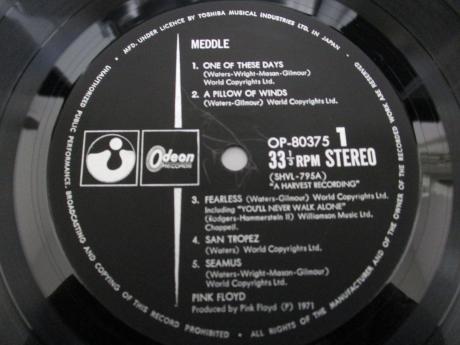 MFD. UNDER LICENCE BY TOSHIBA MUSICAL INDUSTRIES LTD. IN JAPAN. • ALL RIGHTS OF THE MANUFACTURER AND OF THE OWNER OF THE RECORDED WORK ARE RESERVED • UNAUTHORIZED PUBLIC PERFORMANCE, BROADCASTING AND COPYING OF THIS RECORD PROHIBITED •
MEDDLE
1. ONE OF THESE DAYS
(Waters-Wright-Mason-Gilmour)
World Copyrights Ltd.
2. A PILLOW OF WINDS
(Waters-Gilmour) World Copyrights Ltd.
Odeon
RECORDS
OP-80375 1
33 1/3 RPM STEREO
(SHVL-795A)
"A HARVEST RECORDING"
3. FEARLESS (Waters-Gilmour) World Copyrights Ltd.
Including "YOU'LL NEVER WALK ALONE"
(Rodgers-Hammerstein II) Williamson Music Ltd.
Chappell.
4. SAN TROPEZ
(Waters) World Copyrights Ltd.
5. SEAMUS
(Waters-Wright-Mason-Gilmour)
World Copyrights Ltd.
PINK FLOYD
Produced by Pink Floyd (P) 1971